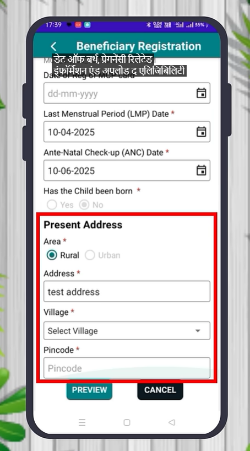 17:39
Beneficiary Registration
डेट ऑफ बर्थ, प्रेगनेंसी रिलेटेड
इंफॉर्मेशन एंड अपलोड द एलिजिबिलिटी
dd-mm-yyyy
Last Menstrual Period (LMP) Date *
10-04-2025
Ante-Natal Check-up (ANC) Date *
10-06-2025
Has the Child been born *
Yes No
Present Address
Area *
Rural Urban
Address *
test address
Village *
Select Village
Pincode *
Pincode
PREVIEW CANCEL